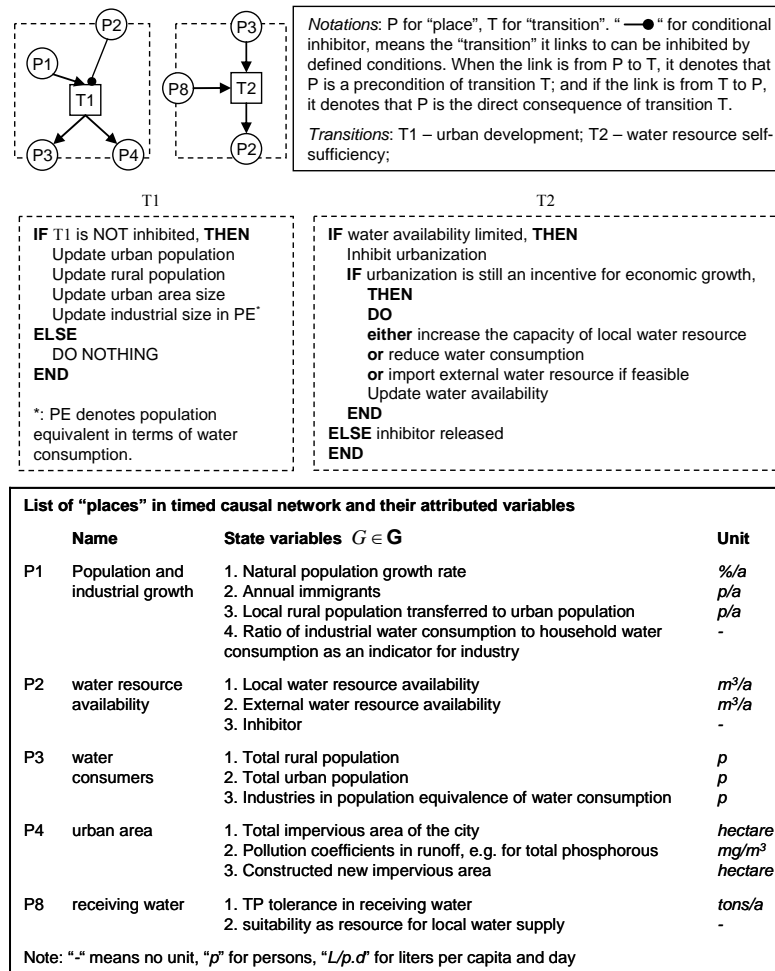 P2
P1
T1
P3
P4
P3
P8
T2
P2
Notations: P for "place", T for "transition". " " for conditional
inhibitor, means the "transition" it links to can be inhibited by
defined conditions. When the link is from P to T, it denotes that
P is a precondition of transition T; and if the link is from T to P,
it denotes that P is the direct consequence of transition T.
Transitions: T1 – urban development; T2 – water resource self-
sufficiency;
T1
IF T1 is NOT inhibited, THEN
Update urban population
Update rural population
Update urban area size
Update industrial size in PE*
ELSE
DO NOTHING
END
*: PE denotes population
equivalent in terms of water
consumption.
T2
IF water availability limited, THEN
Inhibit urbanization
IF urbanization is still an incentive for economic growth,
THEN
DO
either increase the capacity of local water resource
or reduce water consumption
or import external water resource if feasible
Update water availability
END
ELSE inhibitor released
END
List of "places" in timed causal network and their attributed variables
Name State variables G ∈ G Unit
P1 Population and 1. Natural population growth rate %/a
industrial growth 2. Annual immigrants p/a
3. Local rural population transferred to urban population p/a
4. Ratio of industrial water consumption to household water -
consumption as an indicator for industry
P2 water resource 1. Local water resource availability m³/a
availability 2. External water resource availability m³/a
3. Inhibitor -
P3 water 1. Total rural population p
consumers 2. Total urban population p
3. Industries in population equivalence of water consumption p
P4 urban area 1. Total impervious area of the city hectare
2. Pollution coefficients in runoff, e.g. for total phosphorous mg/m³
3. Constructed new impervious area hectare
P8 receiving water 1. TP tolerance in receiving water tons/a
2. suitability as resource for local water supply -
Note: "-" means no unit, "p" for persons, "L/p.d" for liters per capita and day